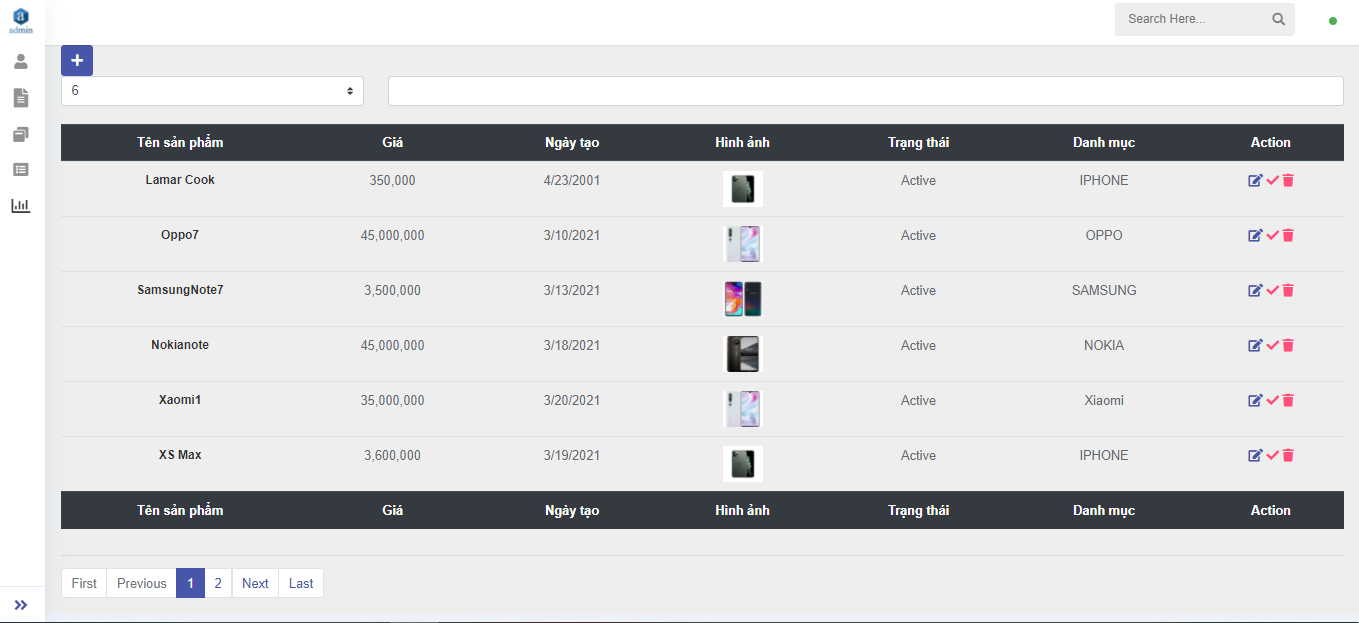 a
admin
Search Here...
6
Tên sản phẩm Giá Ngày tạo Hình ảnh Trạng thái Danh mục Action
Lamar Cook 350,000 4/23/2001 Active IPHONE
Oppo7 45,000,000 3/10/2021 Active OPPO
SamsungNote7 3,500,000 3/13/2021 Active SAMSUNG
Nokianote 45,000,000 3/18/2021 Active NOKIA
Xaomi1 35,000,000 3/20/2021 Active Xiaomi
XS Max 3,600,000 3/19/2021 Active IPHONE
Tên sản phẩm Giá Ngày tạo Hình ảnh Trạng thái Danh mục Action
First Previous 1 2 Next Last